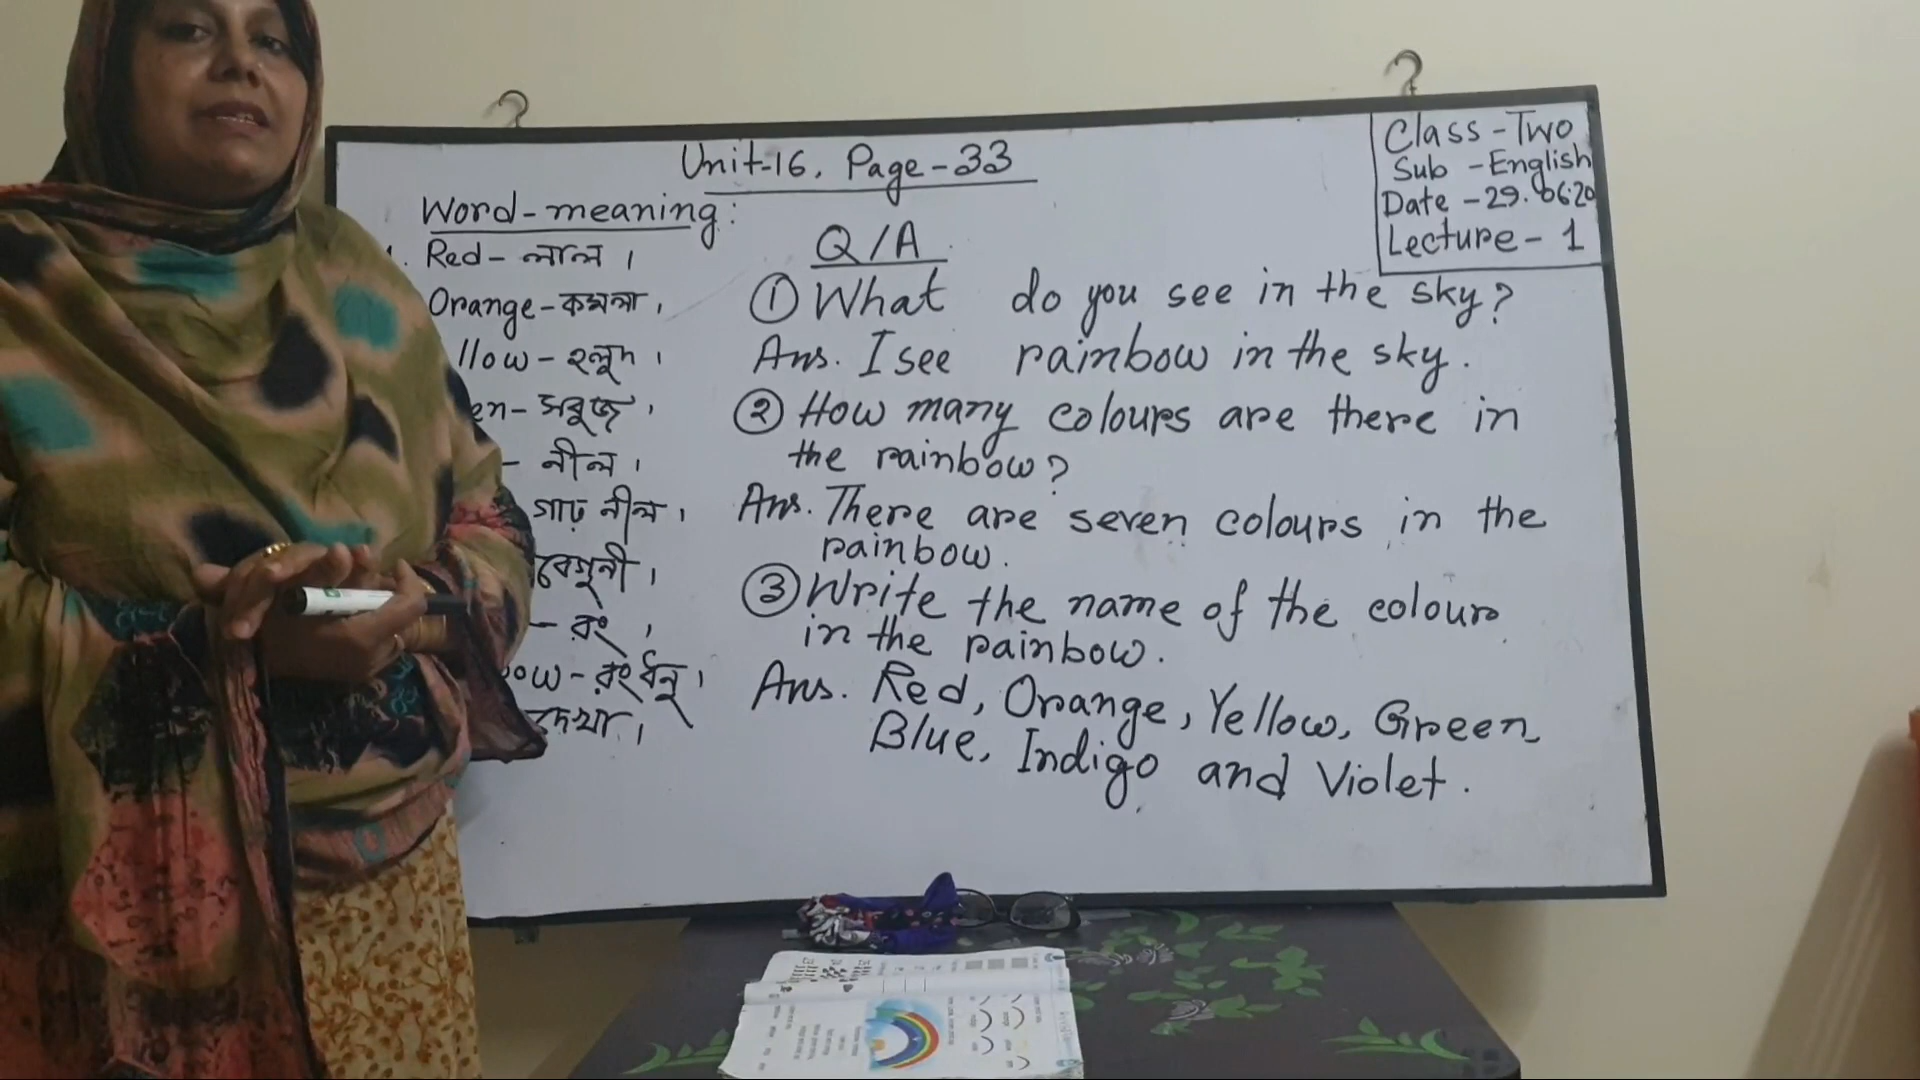 Unit-16, Page-33
Class-Two
Sub-English
Date-29.06.20
Lecture-1
Word-meaning:
Red- লাল।
Orange-কমলা।
llow-হলুদ।
en-সবুজ।
- নীল।
গাঢ় নীল।
বেগুনী।
- রং।
bow-রংধনু।
দেখা।
Q/A
① What do you see in the sky?
Ans. I see rainbow in the sky.
② How many colours are there in
the rainbow?
Ans. There are seven colours in the
rainbow.
③ Write the name of the colour
in the rainbow.
Ans. Red, Orange, Yellow, Green
Blue, Indigo and Violet.